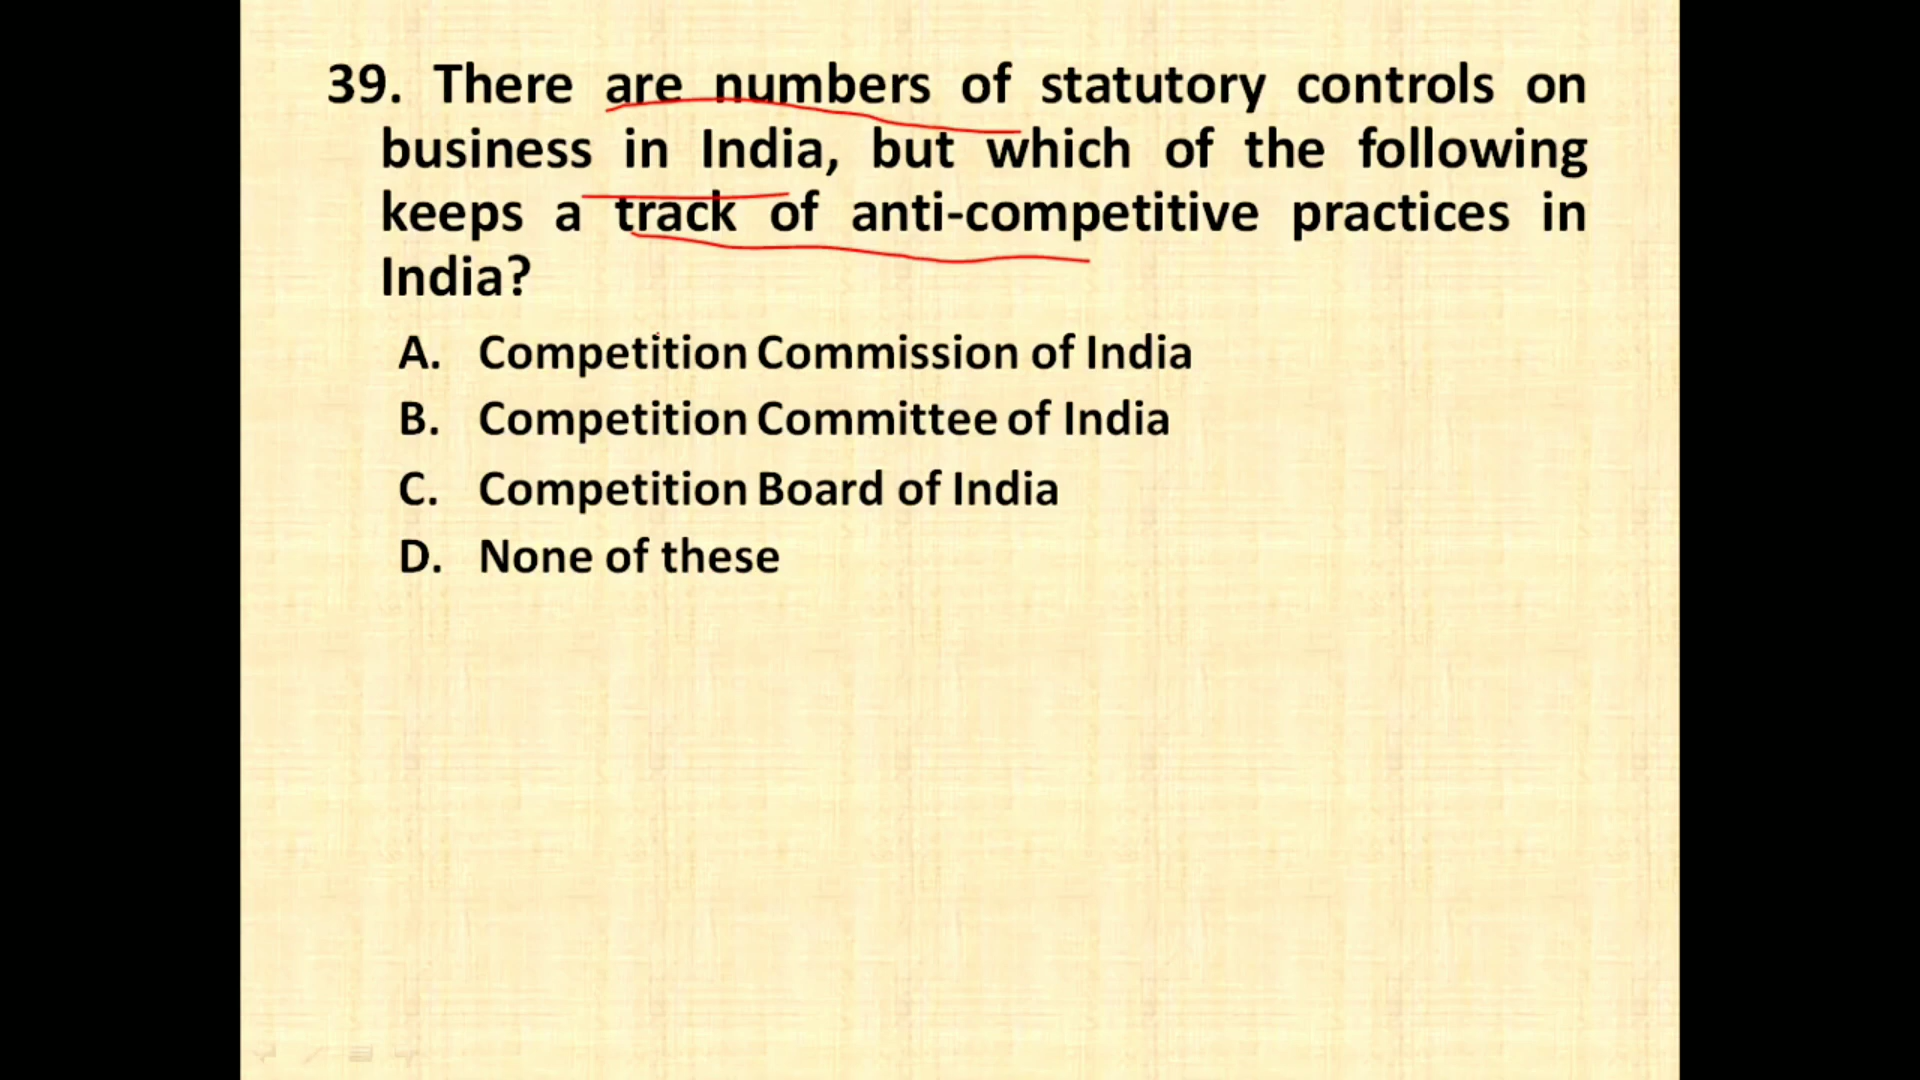 39. There are numbers of statutory controls on
business in India, but which of the following
keeps a track of anti-competitive practices in
India?
A. Competition Commission of India
B. Competition Committee of India
C. Competition Board of India
D. None of these